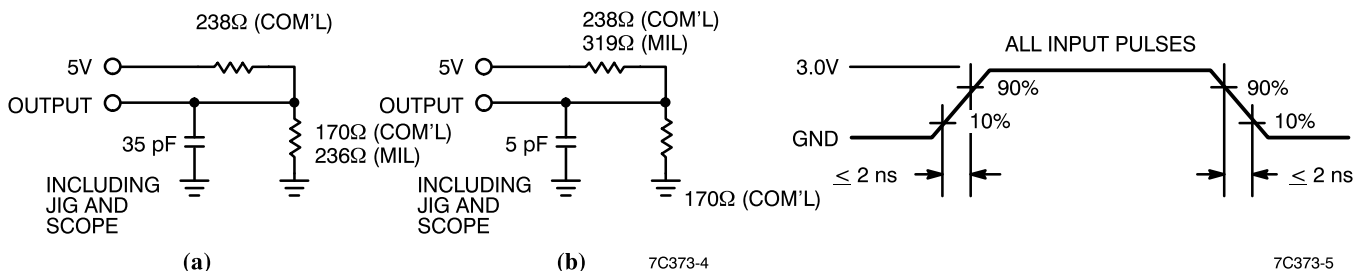 238Ω (COM'L)
5V
OUTPUT
35 pF
170Ω (COM'L)
236Ω (MIL)
INCLUDING
JIG AND
SCOPE
(a)
238Ω (COM'L)
319Ω (MIL)
5V
OUTPUT
5 pF
INCLUDING
JIG AND
SCOPE
170Ω (COM'L)
(b)
7C373-4
ALL INPUT PULSES
3.0V
90%
90%
10%
10%
GND
≤ 2 ns
≤ 2 ns
7C373-5